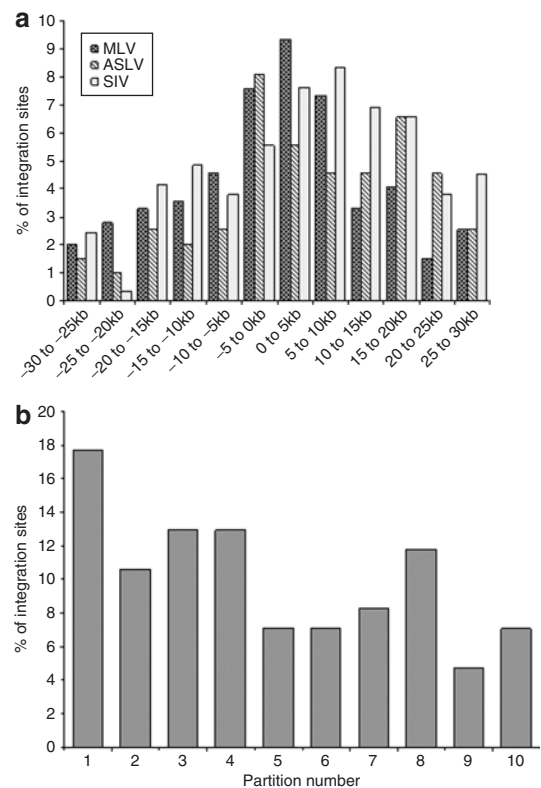 a
10
9
8
7
6
5
4
3
2
1
0
% of integration sites
MLV
ASLV
SIV
−30 to −25kb
−25 to −20kb
−20 to −15kb
−15 to −10kb
−10 to −5kb
−5 to 0kb
0 to 5kb
5 to 10kb
10 to 15kb
15 to 20kb
20 to 25kb
25 to 30kb
b
20
18
16
14
12
10
8
6
4
2
0
% of integration sites
1 2 3 4 5 6 7 8 9 10
Partition number